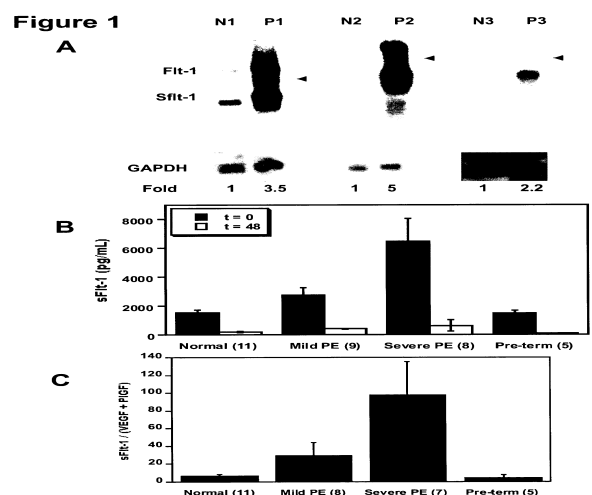 Figure 1
N1 P1 N2 P2 N3 P3
A
Flt-1
Sflt-1
GAPDH
Fold 1 3.5 1 5 1 2.2
B
t = 0
t = 48
sFlt-1 (pg/mL)
8000
6000
4000
2000
0
Normal (11) Mild PE (9) Severe PE (8) Pre-term (5)
C
sFlt-1 / (VEGF + PlGF)
140
120
100
80
60
40
20
0
Normal (11) Mild PE (8) Severe PE (7) Pre-term (5)